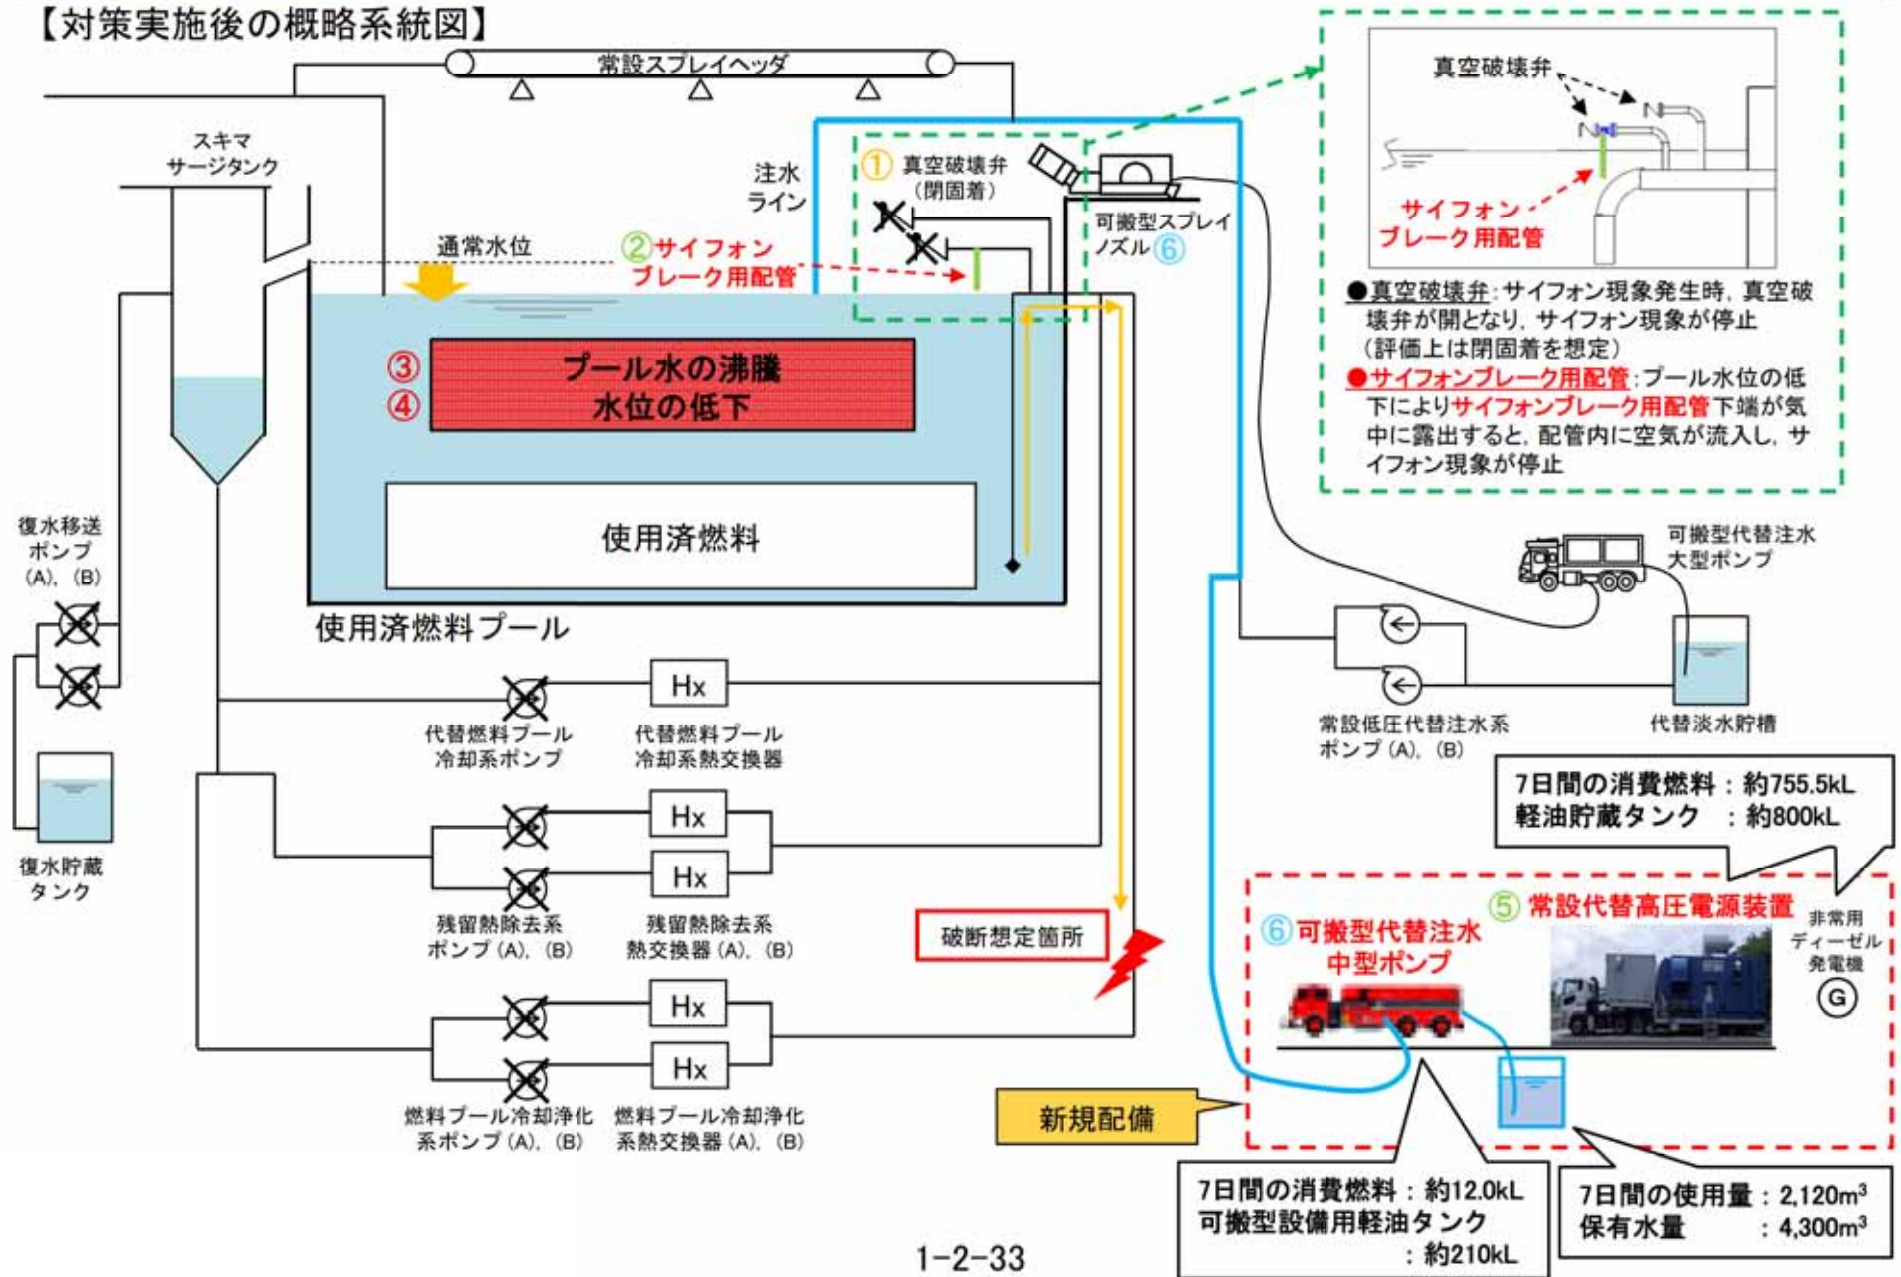 【対策実施後の概略系統図】
常設スプレイヘッダ
スキマ
サージタンク
注水
ライン
① 真空破壊弁
(閉固着)
可搬型スプレイ
ノズル⑥
通常水位
②サイフォン
ブレーク用配管
③
④
プール水の沸騰
水位の低下
使用済燃料
使用済燃料プール
真空破壊弁
サイフォン
ブレーク用配管
●真空破壊弁:サイフォン現象発生時,真空破
壊弁が開となり,サイフォン現象が停止
(評価上は閉固着を想定)
●サイフォンブレーク用配管:プール水位の低
下によりサイフォンブレーク用配管下端が気
中に露出すると,配管内に空気が流入し,サ
イフォン現象が停止
復水移送
ポンプ
(A),(B)
復水貯蔵
タンク
Hx
代替燃料プール
冷却系ポンプ
代替燃料プール
冷却系熱交換器
Hx
Hx
残留熱除去系
ポンプ(A),(B)
残留熱除去系
熱交換器(A),(B)
Hx
Hx
燃料プール冷却浄化
系ポンプ(A),(B)
燃料プール冷却浄化
系熱交換器(A),(B)
破断想定箇所
可搬型代替注水
大型ポンプ
常設低圧代替注水系
ポンプ(A),(B)
代替淡水貯槽
7日間の消費燃料:約755.5kL
軽油貯蔵タンク :約800kL
⑤ 常設代替高圧電源装置
⑥可搬型代替注水
中型ポンプ
非常用
ディーゼル
発電機
G
新規配備
7日間の消費燃料:約12.0kL
可搬型設備用軽油タンク
:約210kL
7日間の使用量:2,120m³
保有水量 :4,300m³
1-2-33